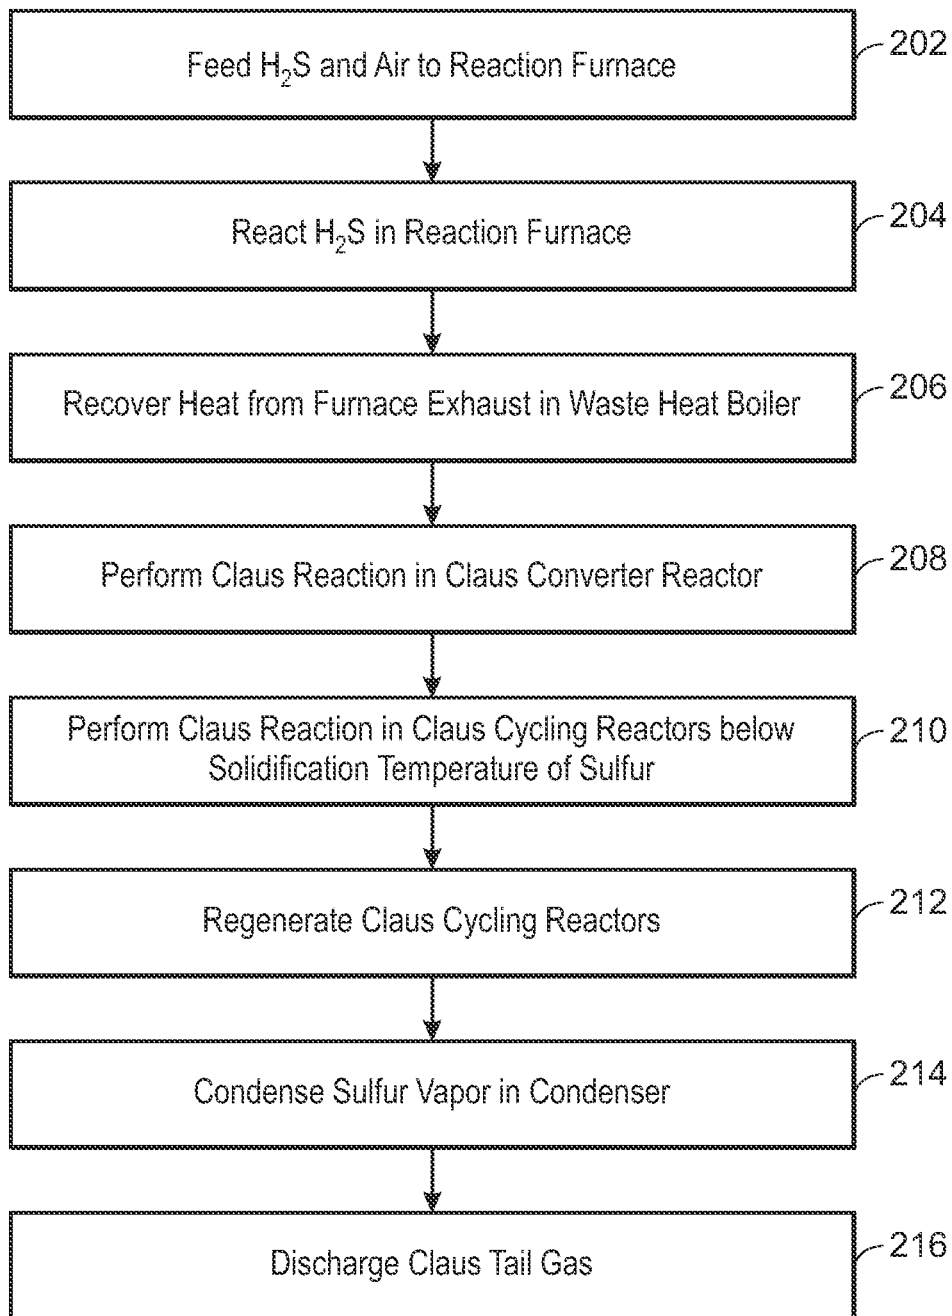 Feed H₂S and Air to Reaction Furnace
202
React H₂S in Reaction Furnace
204
Recover Heat from Furnace Exhaust in Waste Heat Boiler
206
Perform Claus Reaction in Claus Converter Reactor
208
Perform Claus Reaction in Claus Cycling Reactors below
Solidification Temperature of Sulfur
210
Regenerate Claus Cycling Reactors
212
Condense Sulfur Vapor in Condenser
214
Discharge Claus Tail Gas
216